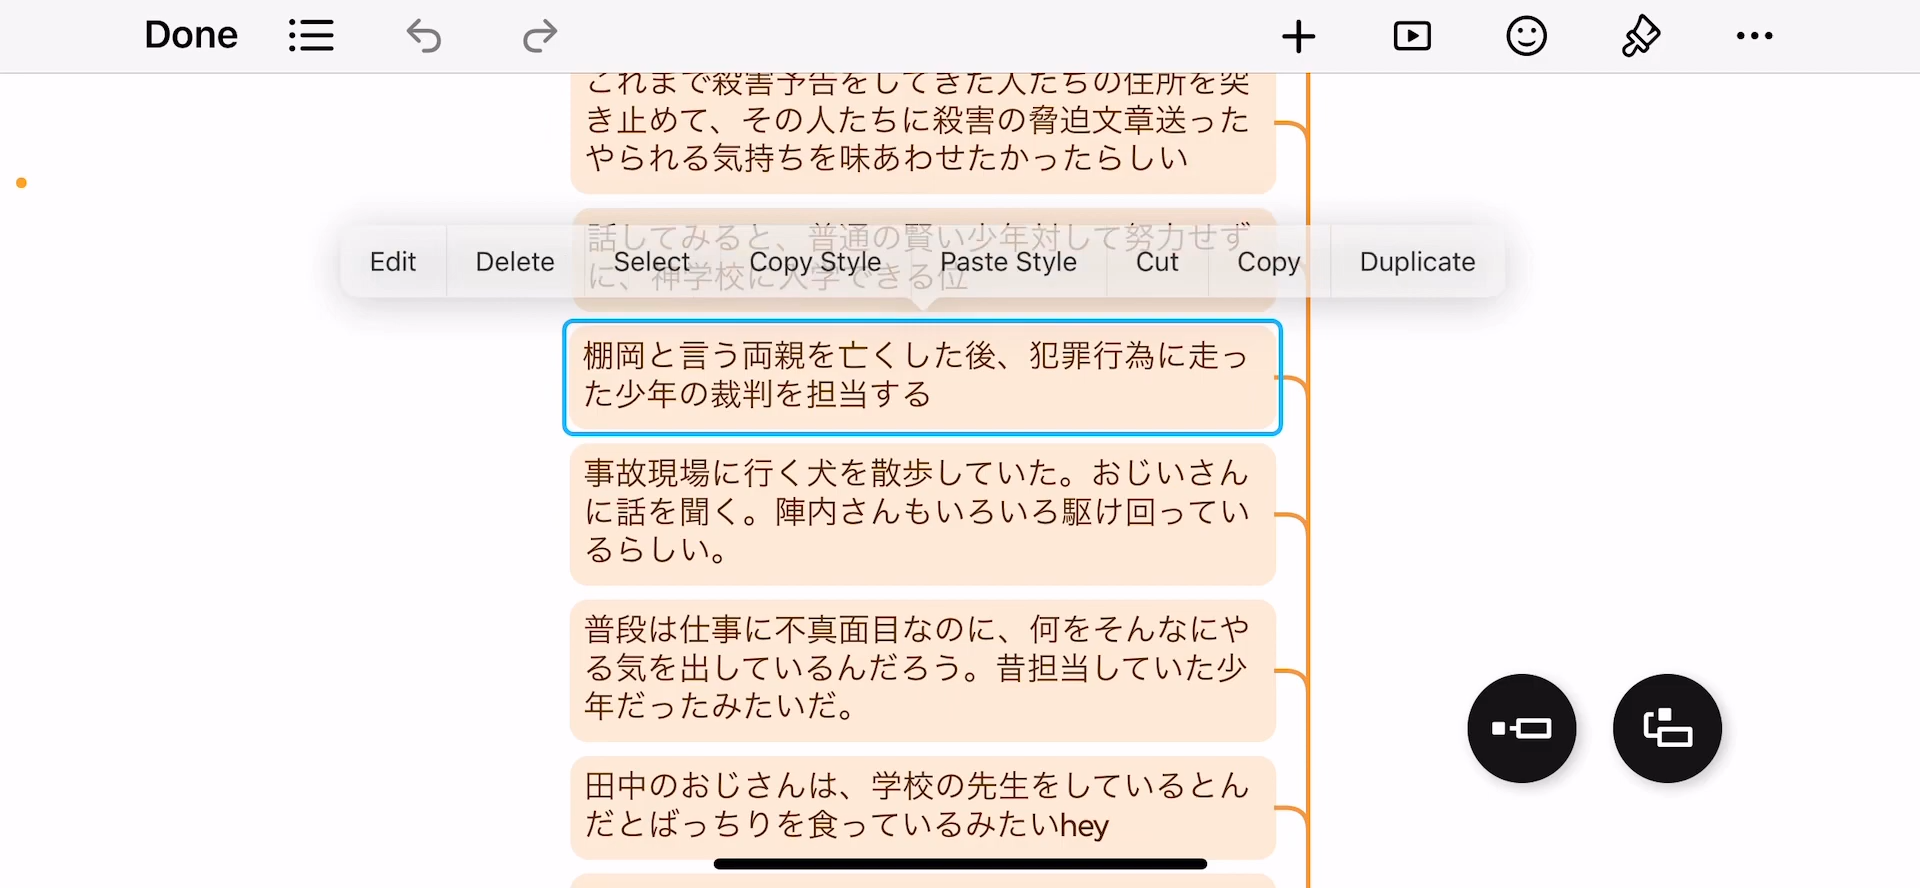 Done
これまで殺害予告をしてきた人たちの住所を突
き止めて、その人たちに殺害の脅迫文章送った
やられる気持ちを味あわせたかったらしい
話してみると、普通の賢い少年対して努力せず
に、神学校に入学できる位
Edit Delete Select Copy Style Paste Style Cut Copy Duplicate
棚岡と言う両親を亡くした後、犯罪行為に走っ
た少年の裁判を担当する
事故現場に行く犬を散歩していた。おじいさん
に話を聞く。陣内さんもいろいろ駆け回ってい
るらしい。
普段は仕事に不真面目なのに、何をそんなにや
る気を出しているんだろう。昔担当していた少
年だったみたいだ。
田中のおじさんは、学校の先生をしているとん
だとばっちりを食っているみたいhey